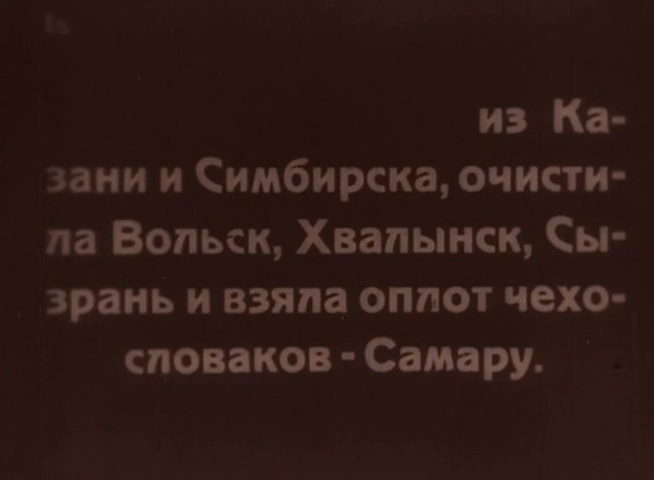 из Ка-
зани и Симбирска, очисти-
ла Вольск, Хвалынск, Сы-
зрань и взяла оплот чехо-
словаков - Самару.